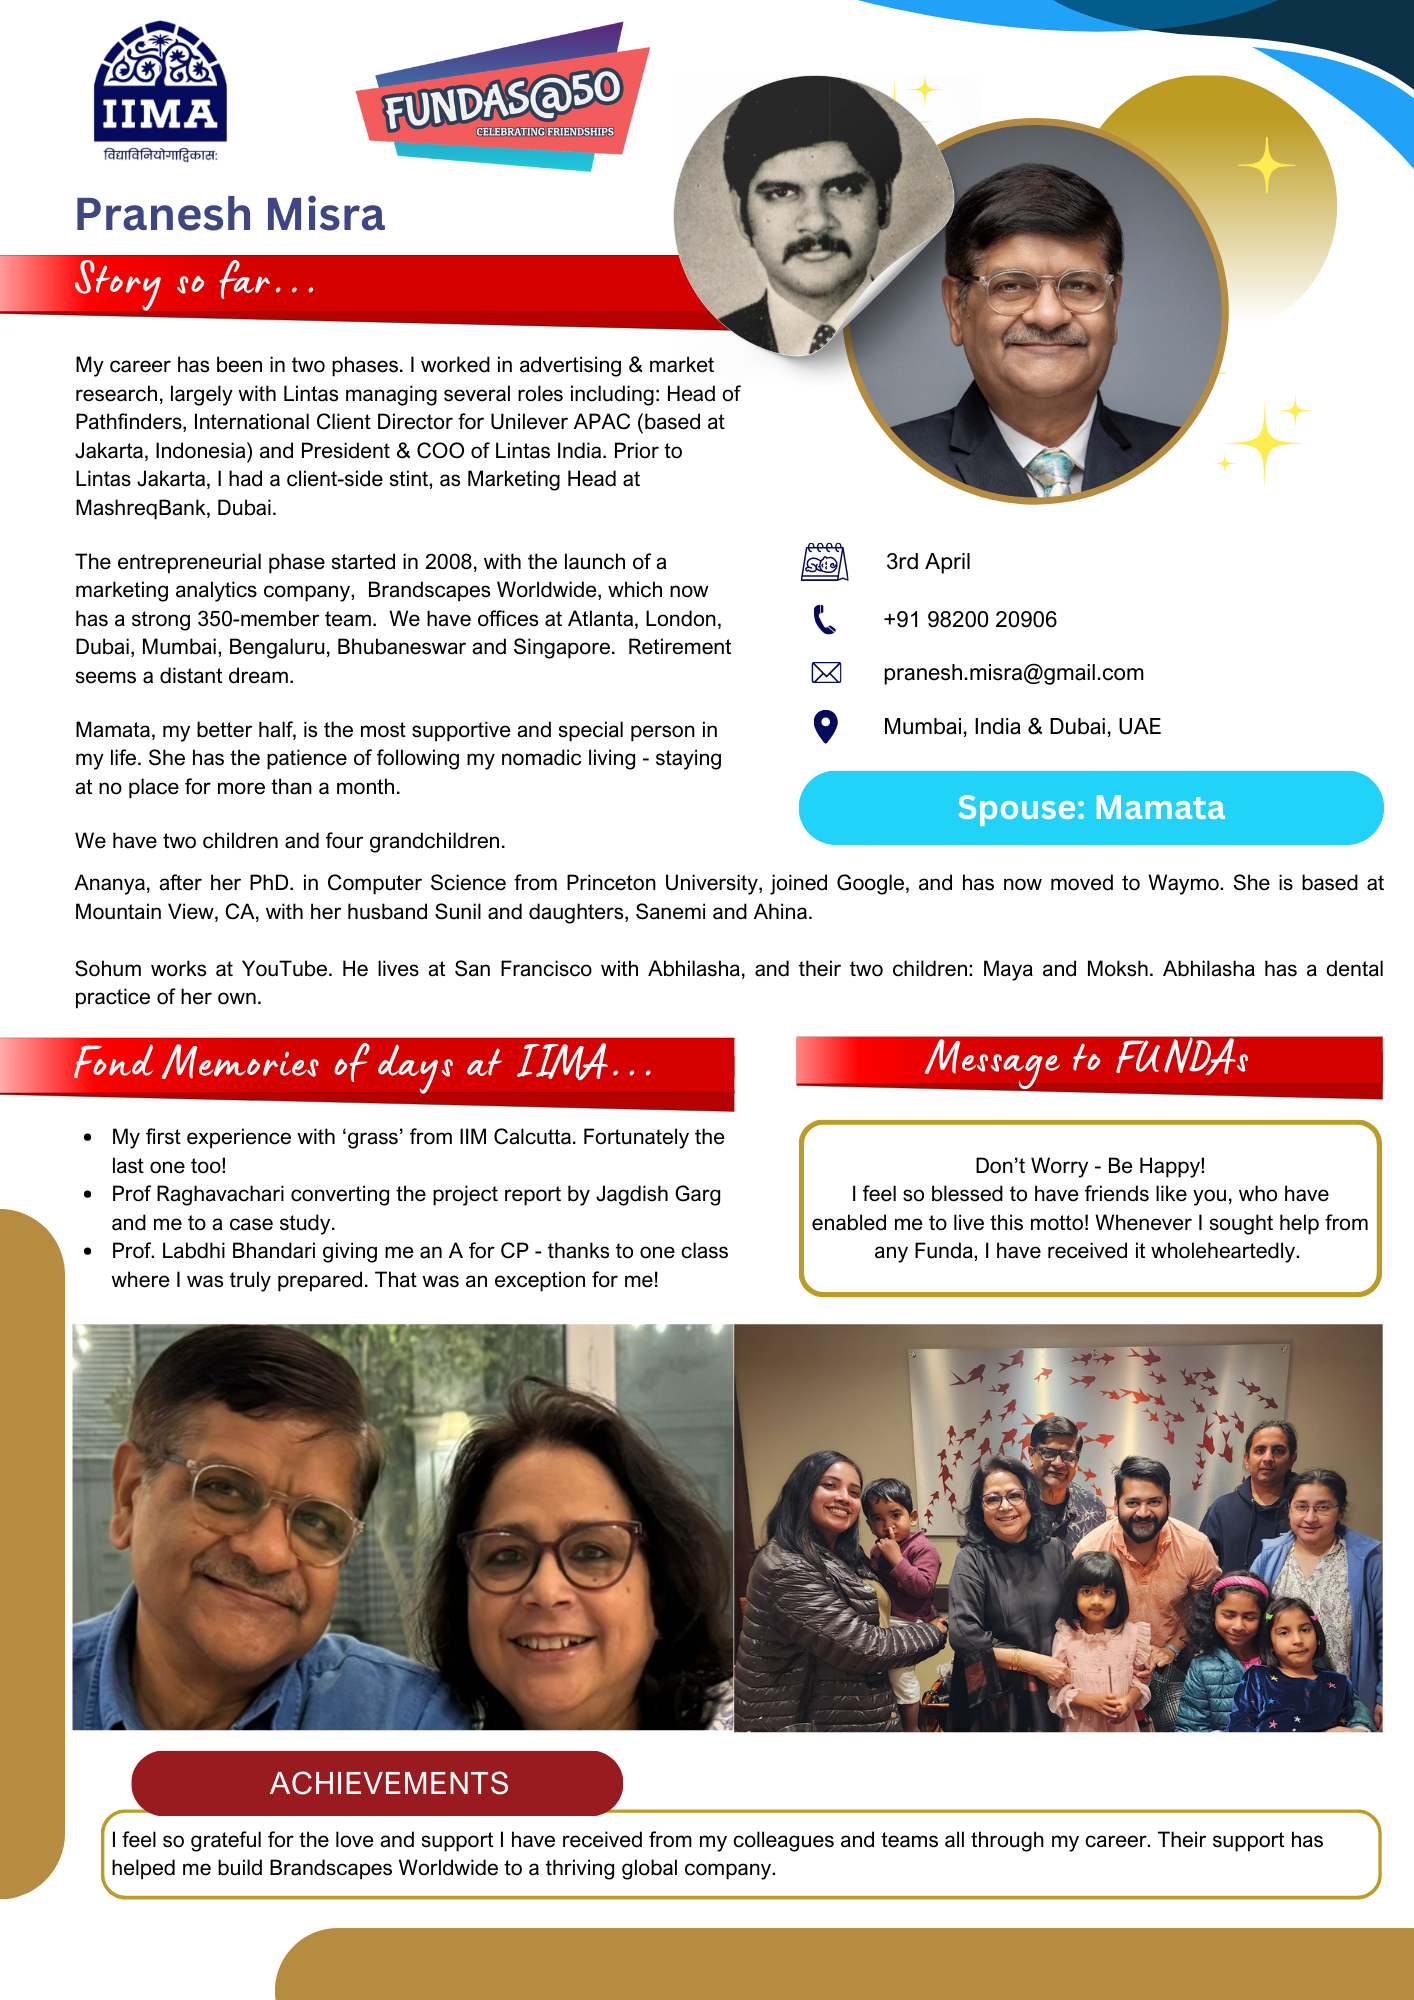 IIMA
विद्याविनियोगाद्विकास:
FUNDAS@50
CELEBRATING FRIENDSHIPS
Pranesh Misra
Story so far...
My career has been in two phases. I worked in advertising & market
research, largely with Lintas managing several roles including: Head of
Pathfinders, International Client Director for Unilever APAC (based at
Jakarta, Indonesia) and President & COO of Lintas India. Prior to
Lintas Jakarta, I had a client-side stint, as Marketing Head at
MashreqBank, Dubai.
The entrepreneurial phase started in 2008, with the launch of a
marketing analytics company,  Brandscapes Worldwide, which now
has a strong 350-member team.  We have offices at Atlanta, London,
Dubai, Mumbai, Bengaluru, Bhubaneswar and Singapore.  Retirement
seems a distant dream.
Mamata, my better half, is the most supportive and special person in
my life. She has the patience of following my nomadic living - staying
at no place for more than a month.
We have two children and four grandchildren.
3rd April
+91 98200 20906
pranesh.misra@gmail.com
Mumbai, India & Dubai, UAE
Spouse: Mamata
Ananya, after her PhD. in Computer Science from Princeton University, joined Google, and has now moved to Waymo. She is based at
Mountain View, CA, with her husband Sunil and daughters, Sanemi and Ahina.
Sohum works at YouTube. He lives at San Francisco with Abhilasha, and their two children: Maya and Moksh. Abhilasha has a dental
practice of her own.
Fond Memories of days at IIMA...
• My first experience with ‘grass’ from IIM Calcutta. Fortunately the
last one too!
• Prof Raghavachari converting the project report by Jagdish Garg
and me to a case study.
• Prof. Labdhi Bhandari giving me an A for CP - thanks to one class
where I was truly prepared. That was an exception for me!
Message to FUNDAs
Don’t Worry - Be Happy!
I feel so blessed to have friends like you, who have
enabled me to live this motto! Whenever I sought help from
any Funda, I have received it wholeheartedly.
ACHIEVEMENTS
I feel so grateful for the love and support I have received from my colleagues and teams all through my career. Their support has
helped me build Brandscapes Worldwide to a thriving global company.